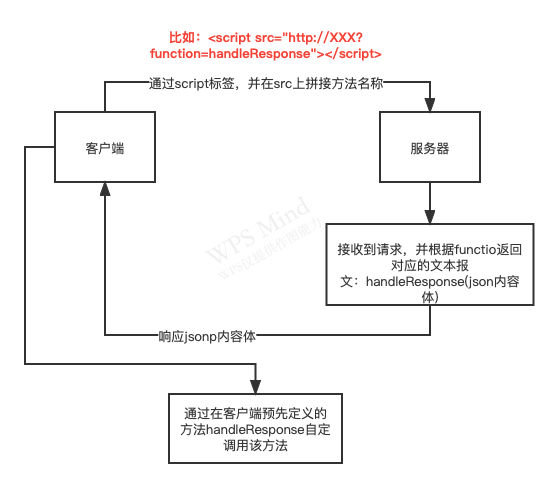 比如：<script src="http://XXX?
function=handleResponse"></script>
通过script标签，并在src上拼接方法名称
客户端
服务器
接收到请求，并根据functio返回
对应的文本报
文：handleResponse(json内容
体)
响应jsonp内容体
通过在客户端预先定义的
方法handleResponse自定
调用该方法
WPS Mind
WPS仅提供作图能力